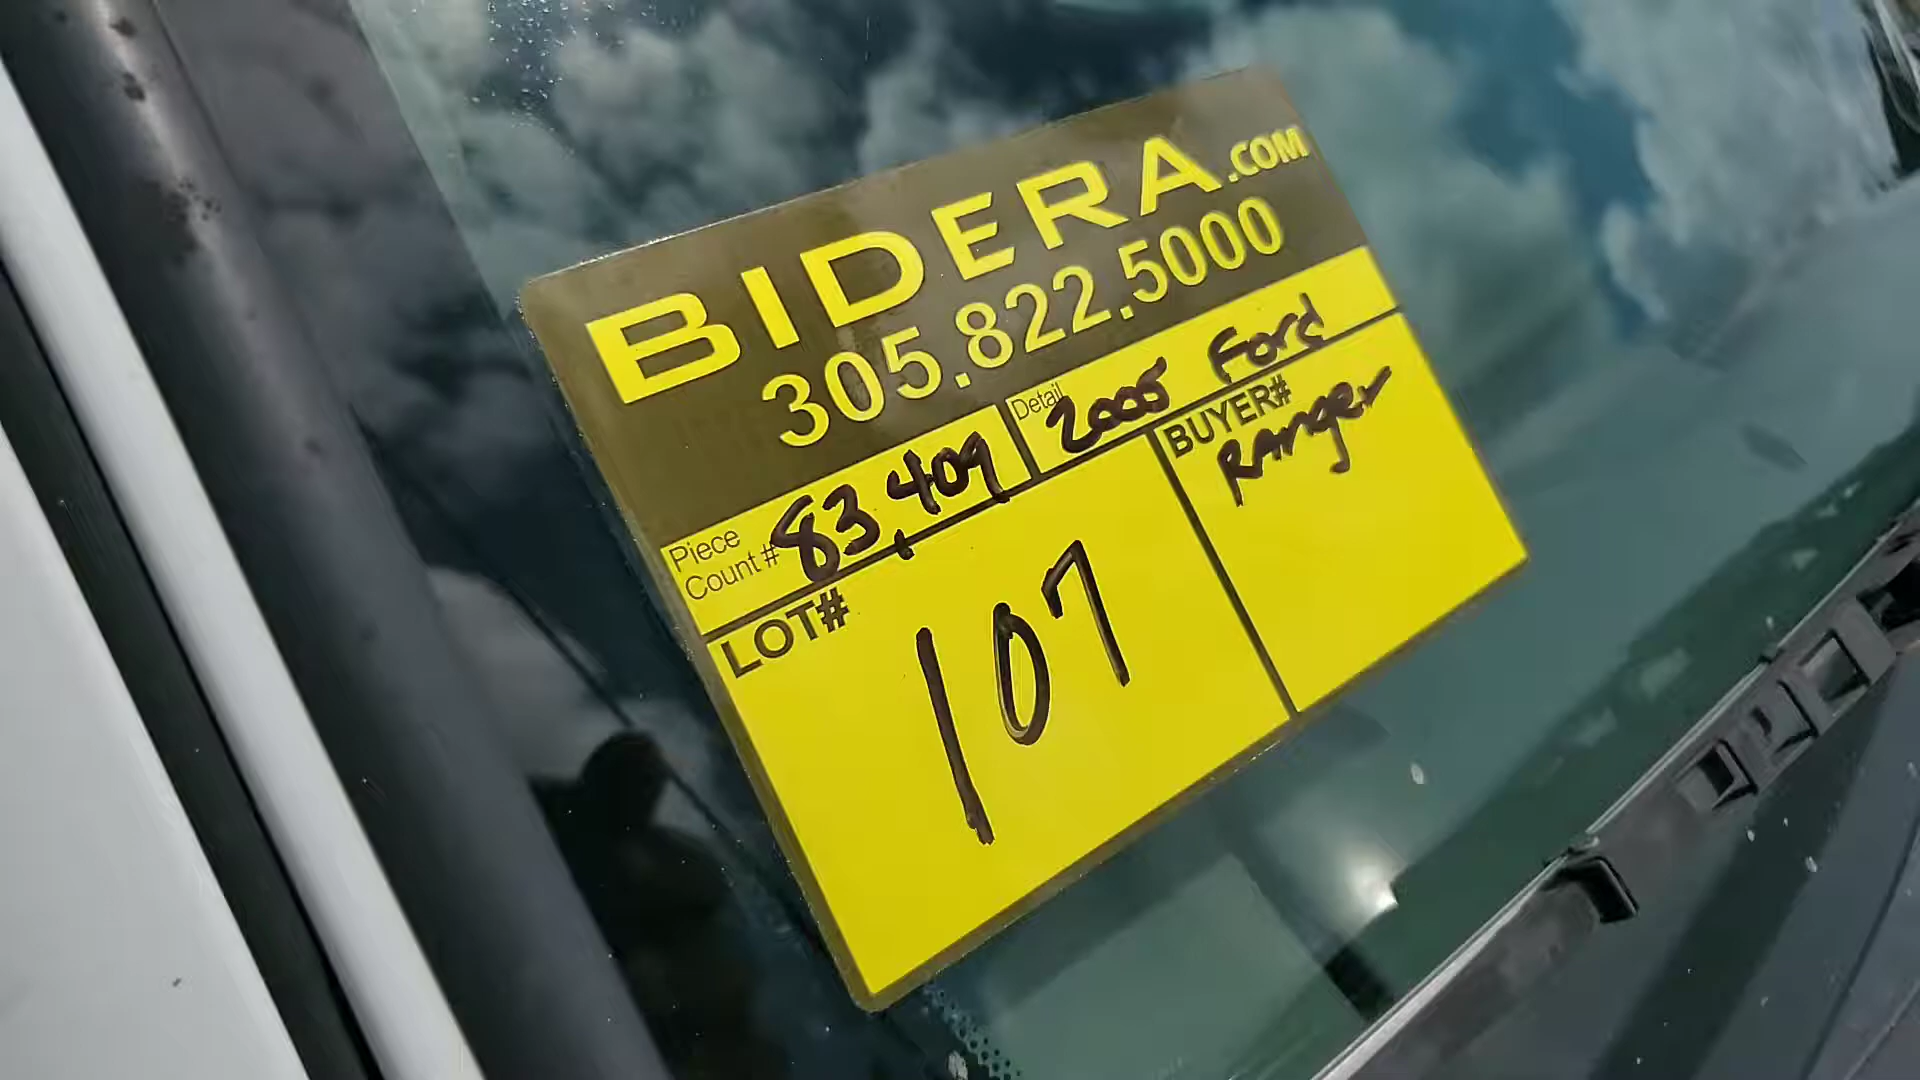 BIDERA.COM
305.822.5000
Piece Count # 83,409
Detail 2005 Ford
LOT# 107
BUYER# Ranger